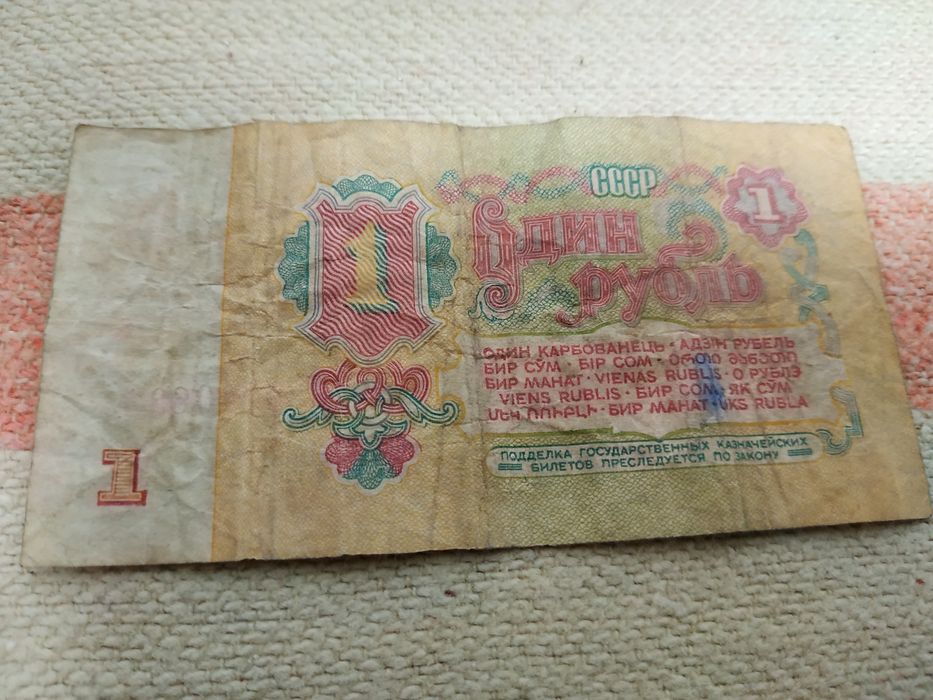 СССР
1
1
Один
рубль
ОДИН КАРБОВАНЕЦЬ · АДЗІН РУБЕЛЬ
БИР СУМ · БІР СОМ · ᲔᲠᲗᲘ ᲛᲐᲜᲔᲗᲘ
БИР МАНАТ · VIENAS RUBLIS · О РУБЛЭ
VIENS RUBLIS · БИР СОМ · ЯК СӮМ
ՄԵԿ ՌՈՒԲԼԻ · БИР МАНАТ · ÜKS RUBLA
ПОДДЕЛКА ГОСУДАРСТВЕННЫХ КАЗНАЧЕЙСКИХ
БИЛЕТОВ ПРЕСЛЕДУЕТСЯ ПО ЗАКОНУ
1